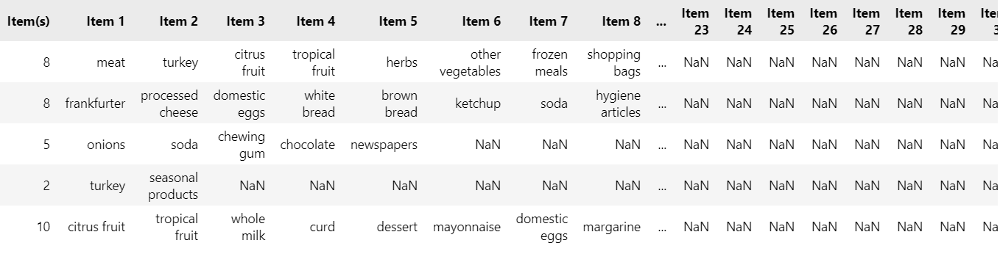 Item(s) Item 1 Item 2 Item 3 Item 4 Item 5 Item 6 Item 7 Item 8 ... Item 23 Item 24 Item 25 Item 26 Item 27 Item 28 Item 29 Item
8 meat turkey citrus fruit tropical fruit herbs other vegetables frozen meals shopping bags ... NaN NaN NaN NaN NaN NaN NaN Na
8 frankfurter processed cheese domestic eggs white bread brown bread ketchup soda hygiene articles ... NaN NaN NaN NaN NaN NaN NaN Na
5 onions soda chewing gum chocolate newspapers NaN NaN NaN ... NaN NaN NaN NaN NaN NaN NaN Na
2 turkey seasonal products NaN NaN NaN NaN NaN NaN ... NaN NaN NaN NaN NaN NaN NaN Na
10 citrus fruit tropical fruit whole milk curd dessert mayonnaise domestic eggs margarine ... NaN NaN NaN NaN NaN NaN NaN Na